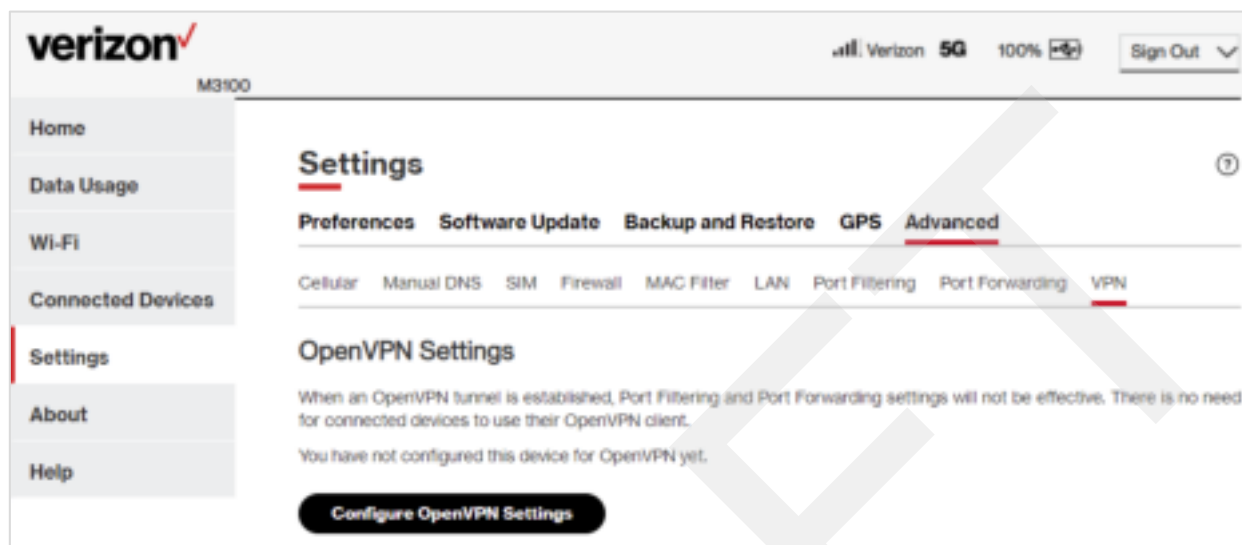 verizon
Verizon 5G 100% Sign Out
M3100
Home
Data Usage
Wi-Fi
Connected Devices
Settings
About
Help
Settings
Preferences Software Update Backup and Restore GPS Advanced
Cellular Manual DNS SIM Firewall MAC Filter LAN Port Filtering Port Forwarding VPN
OpenVPN Settings
When an OpenVPN tunnel is established, Port Filtering and Port Forwarding settings will not be effective. There is no need
for connected devices to use their OpenVPN client.
You have not configured this device for OpenVPN yet.
Configure OpenVPN Settings